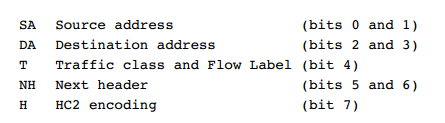 SA Source address (bits 0 and 1)
DA Destination address (bits 2 and 3)
T Traffic class and Flow Label (bit 4)
NH Next header (bits 5 and 6)
H HC2 encoding (bit 7)